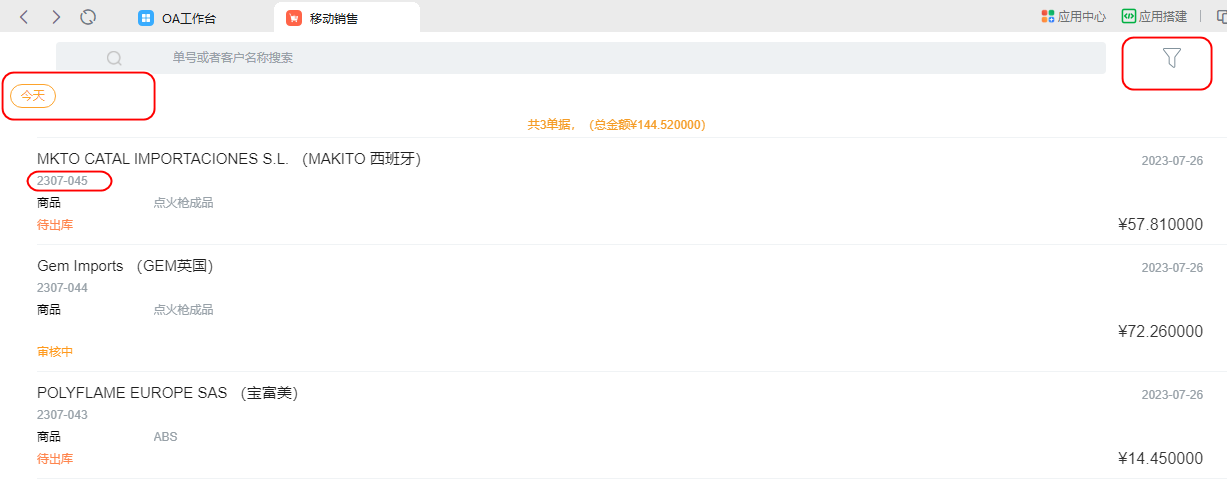 OA工作台 移动销售 应用中心 应用搭建
单号或者客户名称搜索
今天
共3单据，（总金额¥144.520000）
MKTO CATAL IMPORTACIONES S.L. （MAKITO 西班牙） 2023-07-26
2307-045
商品 点火枪成品
待出库 ¥57.810000
Gem Imports （GEM英国） 2023-07-26
2307-044
商品 点火枪成品
¥72.260000
审核中
POLYFLAME EUROPE SAS （宝富美） 2023-07-26
2307-043
商品 ABS
待出库 ¥14.450000